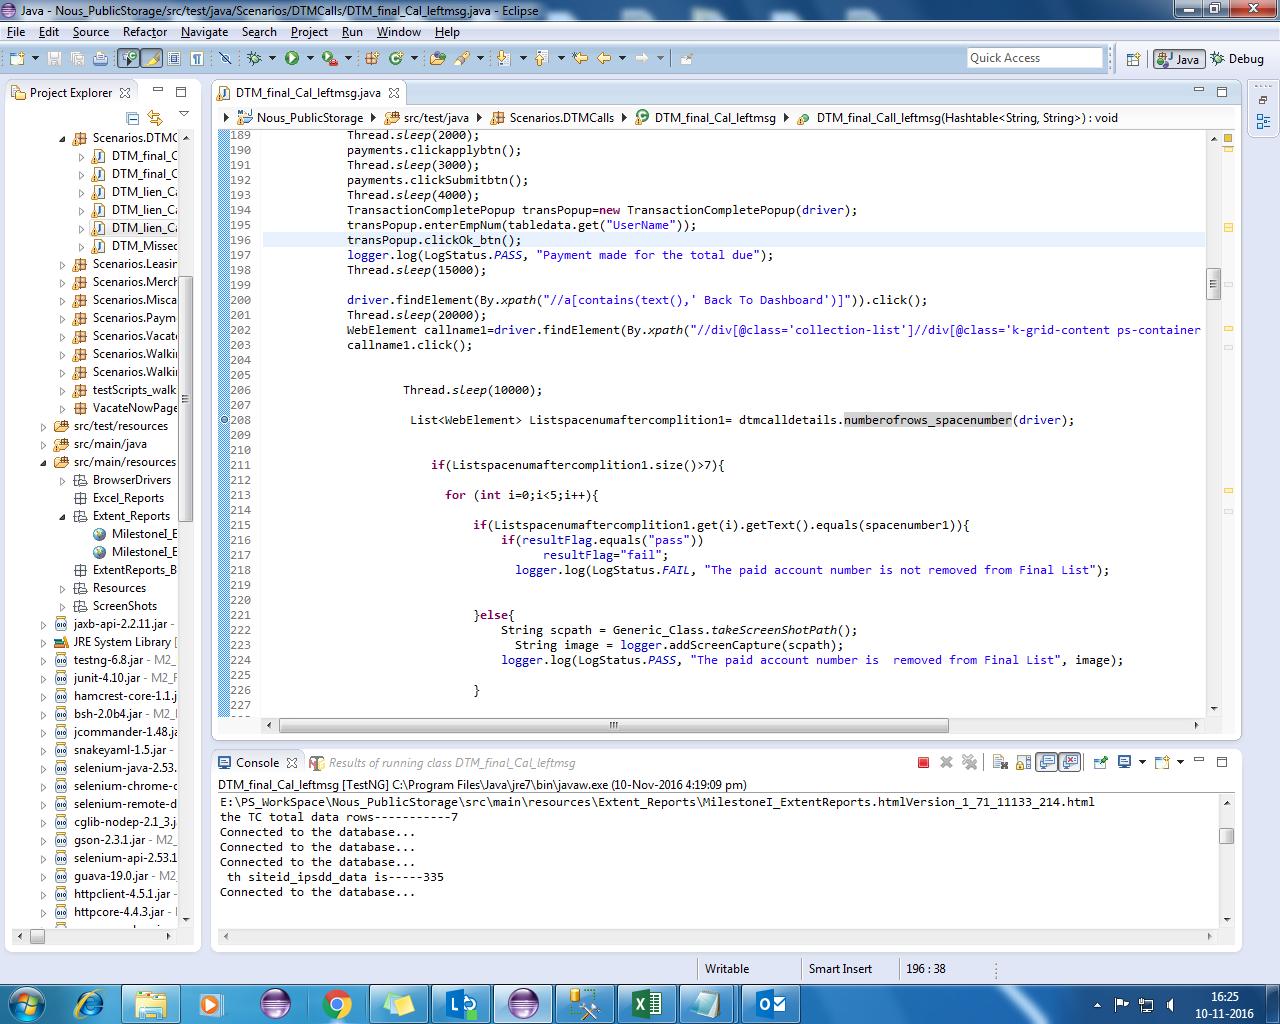 Java - Nous_PublicStorage/src/test/java/Scenarios/DTMCalls/DTM_final_Cal_leftmsg.java - Eclipse
File Edit Source Refactor Navigate Search Project Run Window Help
Quick Access
Java
Debug
Project Explorer
Scenarios.DTMC
DTM_final_C
DTM_final_C
DTM_lien_Ca
DTM_lien_Ca
DTM_lien_Ca
DTM_Missed
Scenarios.Leasin
Scenarios.Merch
Scenarios.Misca
Scenarios.Paym
Scenarios.Vacate
Scenarios.Walkin
Scenarios.Walkin
testScripts_walk
VacateNowPage
src/test/resources
src/main/java
src/main/resources
BrowserDrivers
Excel_Reports
Extent_Reports
MilestoneI_E
MilestoneI_E
ExtentReports_B
Resources
ScreenShots
jaxb-api-2.2.11.jar -
JRE System Library [
testng-6.8.jar - M2_
junit-4.10.jar - M2_R
hamcrest-core-1.1.j
bsh-2.0b4.jar - M2_
jcommander-1.48.ja
snakeyaml-1.5.jar -
selenium-java-2.53.
selenium-chrome-c
selenium-remote-d
cglib-nodep-2.1_3.j
gson-2.3.1.jar - M2_
selenium-api-2.53.1
guava-19.0.jar - M2_
httpclient-4.5.1.jar -
httpcore-4.4.3.jar -
DTM_final_Cal_leftmsg.java
Nous_PublicStorage src/test/java Scenarios.DTMCalls DTM_final_Cal_leftmsg DTM_final_Call_leftmsg(Hashtable<String, String>) : void
189 Thread.sleep(2000);
190 payments.clickapplybtn();
191 Thread.sleep(3000);
192 payments.clickSubmitbtn();
193 Thread.sleep(4000);
194 TransactionCompletePopup transPopup=new TransactionCompletePopup(driver);
195 transPopup.enterEmpNum(tabledata.get("UserName"));
196 transPopup.clickOk_btn();
197 logger.log(LogStatus.PASS, "Payment made for the total due");
198 Thread.sleep(15000);
199
200 driver.findElement(By.xpath("//a[contains(text(),' Back To Dashboard')]")).click();
201 Thread.sleep(20000);
202 WebElement callname1=driver.findElement(By.xpath("//div[@class='collection-list']//div[@class='k-grid-content ps-container
203 callname1.click();
204
205
206 Thread.sleep(10000);
207
208 List<WebElement> Listspacenumaftercomplition1= dtmcalldetails.numberofrows_spacenumber(driver);
209
210
211 if(Listspacenumaftercomplition1.size()>7){
212
213 for (int i=0;i<5;i++){
214
215 if(Listspacenumaftercomplition1.get(i).getText().equals(spacenumber1)){
216 if(resultFlag.equals("pass"))
217 resultFlag="fail";
218 logger.log(LogStatus.FAIL, "The paid account number is not removed from Final List");
219
220
221 }else{
222 String scpath = Generic_Class.takeScreenShotPath();
223 String image = logger.addScreenCapture(scpath);
224 logger.log(LogStatus.PASS, "The paid account number is  removed from Final List", image);
225
226 }
227
Console Results of running class DTM_final_Cal_leftmsg
DTM_final_Cal_leftmsg [TestNG] C:\Program Files\Java\jre7\bin\javaw.exe (10-Nov-2016 4:19:09 pm)
E:\PS_WorkSpace\Nous_PublicStorage\src\main\resources\Extent_Reports\MilestoneI_ExtentReports.htmlVersion_1_71_11133_214.html
the TC total data rows-----------7
Connected to the database...
Connected to the database...
Connected to the database...
th siteid_ipsdd_data is-----335
Connected to the database...
Writable Smart Insert 196 : 38
16:25
10-11-2016